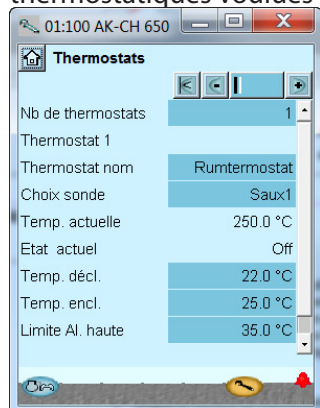 thermostatiques voulues
01:100 AK-CH 650
Thermostats
Nb de thermostats 1
Thermostat 1
Thermostat nom Rumtermostat
Choix sonde Saux1
Temp. actuelle 250.0 °C
Etat actuel Off
Temp. décl. 22.0 °C
Temp. encl. 25.0 °C
Limite Al. haute 35.0 °C